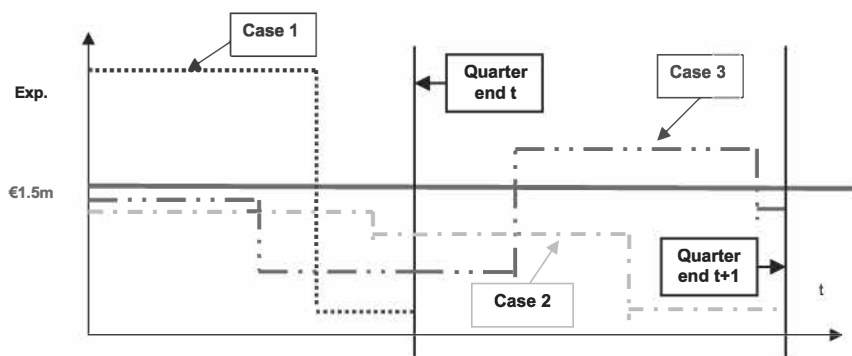 Case 1
Quarter
end t
Case 3
Exp.
€1.5m
Quarter
end t+1
Case 2
t